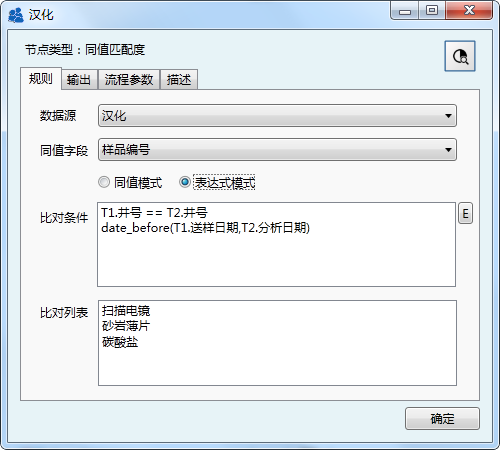 汉化
节点类型：同值匹配度
规则 输出 流程参数 描述
数据源 汉化
同值字段 样品编号
同值模式 表达式模式
比对条件 T1.井号 == T2.井号
date_before(T1.送样日期,T2.分析日期)
E
比对列表 扫描电镜
砂岩薄片
碳酸盐
确定